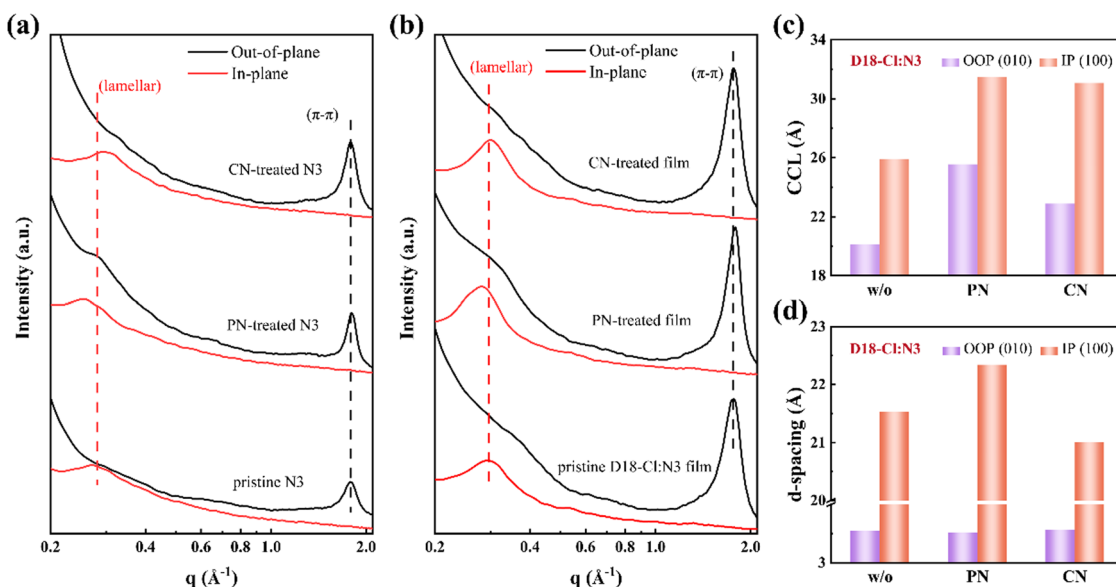 (a)
Out-of-plane
In-plane
(lamellar)
(π-π)
CN-treated N3
PN-treated N3
pristine N3
Intensity (a.u.)
0.2 0.4 0.6 1.0 2.0
q (Å⁻¹)
(b)
Out-of-plane
In-plane
(lamellar)
(π-π)
CN-treated film
PN-treated film
pristine D18-Cl:N3 film
Intensity (a.u.)
0.2 0.4 0.6 1.0 2.0
q (Å⁻¹)
(c)
D18-Cl:N3 OOP (010) IP (100)
CCL (Å)
34
30
26
22
18
w/o PN CN
(d)
D18-Cl:N3 OOP (010) IP (100)
d-spacing (Å)
23
22
21
20
3
w/o PN CN